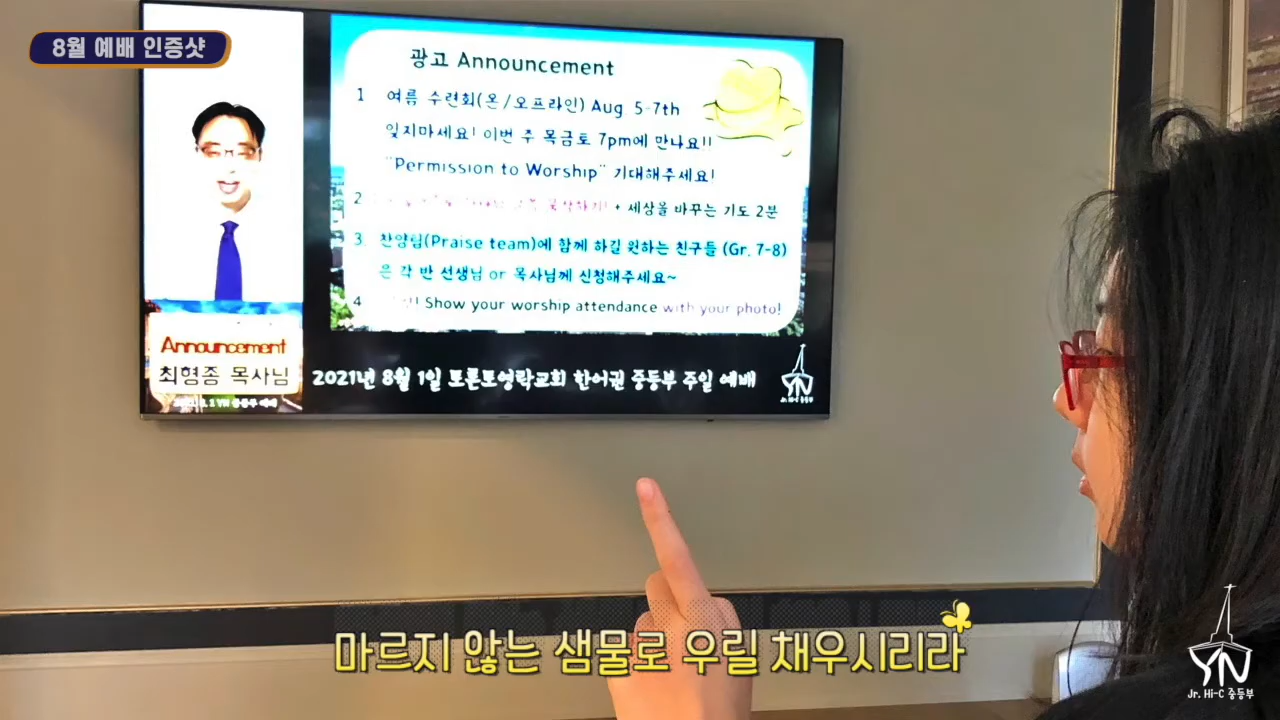 8월 예배 인증샷
광고 Announcement
1 여름 수련회(온/오프라인) Aug 5-7th
잊지마세요! 이번 주 목금토 7pm에 만나요!!
"Permission to Worship" 기대해주세요!
2 + 세상을 바꾸는 기도 2분
3 찬양팀(Praise team)에 함께 하길 원하는 친구들 (Gr. 7-8)
은 각 반 선생님 or 목사님께 신청해주세요~
4 Show your worship attendance with your photo!
Announcement
최형종 목사님
2021년 8월 1일 토론토영락교회 한어권 중등부 주일 예배
YN
Jr. Hi-C 중등부
마르지 않는 샘물로 우릴 채우시리라
YN
Jr. Hi-C 중등부